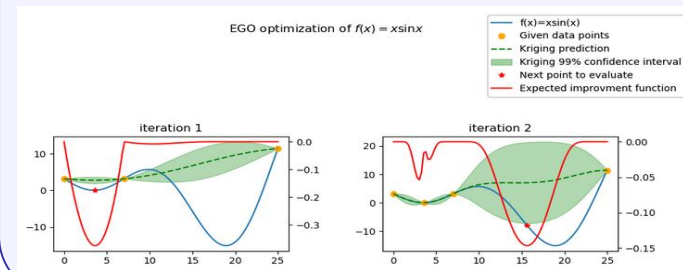 EGO optimization of f(x) = xsinx
f(x)=xsin(x)
Given data points
Kriging prediction
Kriging 99% confidence interval
Next point to evaluate
Expected improvment function
iteration 1
10
0
−10
0.0
−0.1
−0.2
−0.3
0 5 10 15 20 25
iteration 2
20
10
0
−10
0.00
−0.05
−0.10
−0.15
0 5 10 15 20 25